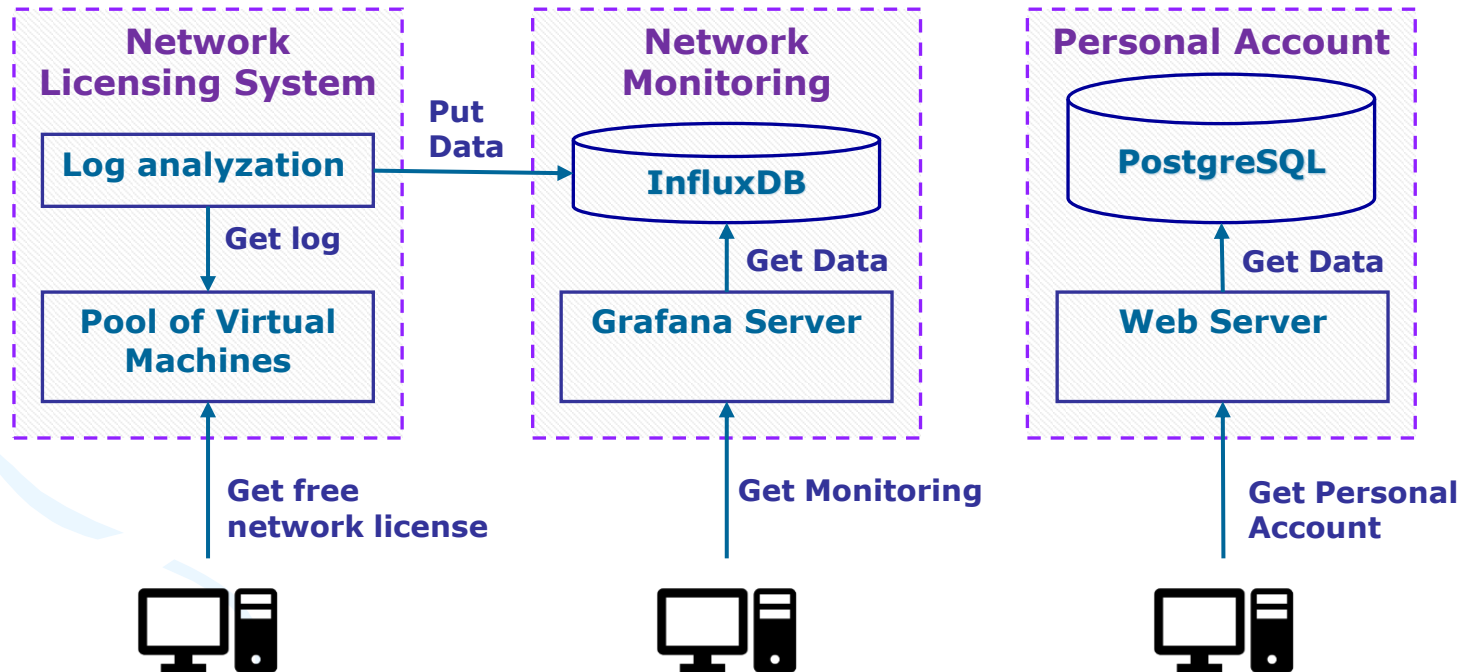 Network
Licensing System
Log analyzation
Get log
Pool of Virtual
Machines
Get free
network license
Put
Data
Network
Monitoring
InfluxDB
Get Data
Grafana Server
Get Monitoring
Personal Account
PostgreSQL
Get Data
Web Server
Get Personal
Account